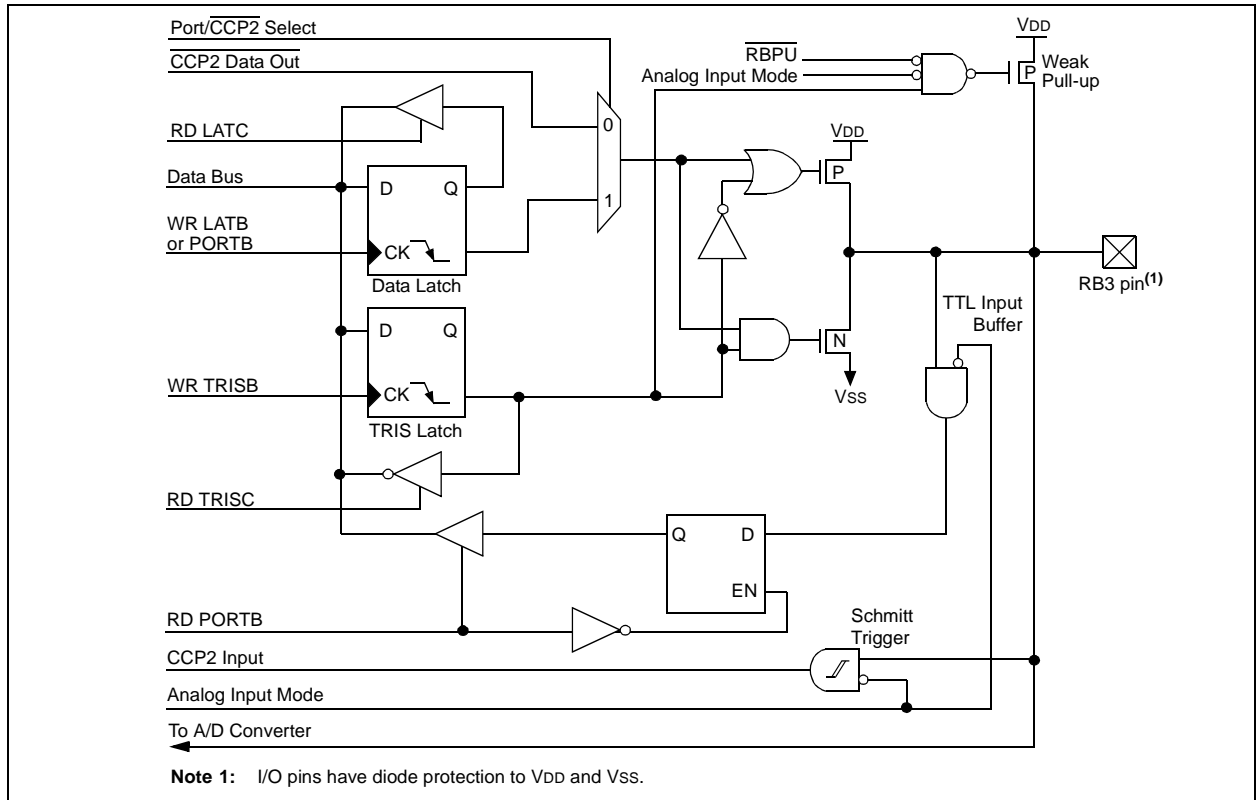 Port/CCP2 Select
CCP2 Data Out
RD LATC
Data Bus
WR LATB
or PORTB
WR TRISB
RD TRISC
RD PORTB
CCP2 Input
Analog Input Mode
To A/D Converter
RBPU
Analog Input Mode
VDD
P
Weak
Pull-up
0
1
D
Q
CK
Data Latch
D
Q
CK
TRIS Latch
VDD
P
N
VSS
RB3 pin(1)
TTL Input
Buffer
Q
D
EN
Schmitt
Trigger
Note 1: I/O pins have diode protection to VDD and VSS.